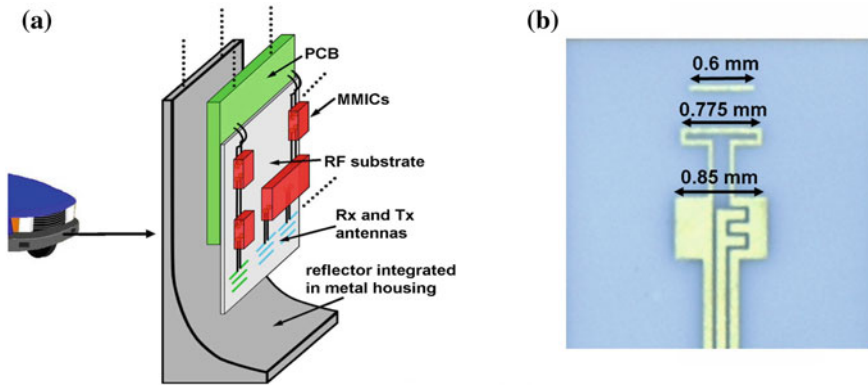 (a)
PCB
MMICs
RF substrate
Rx and Tx
antennas
reflector integrated
in metal housing
(b)
0.6 mm
0.775 mm
0.85 mm